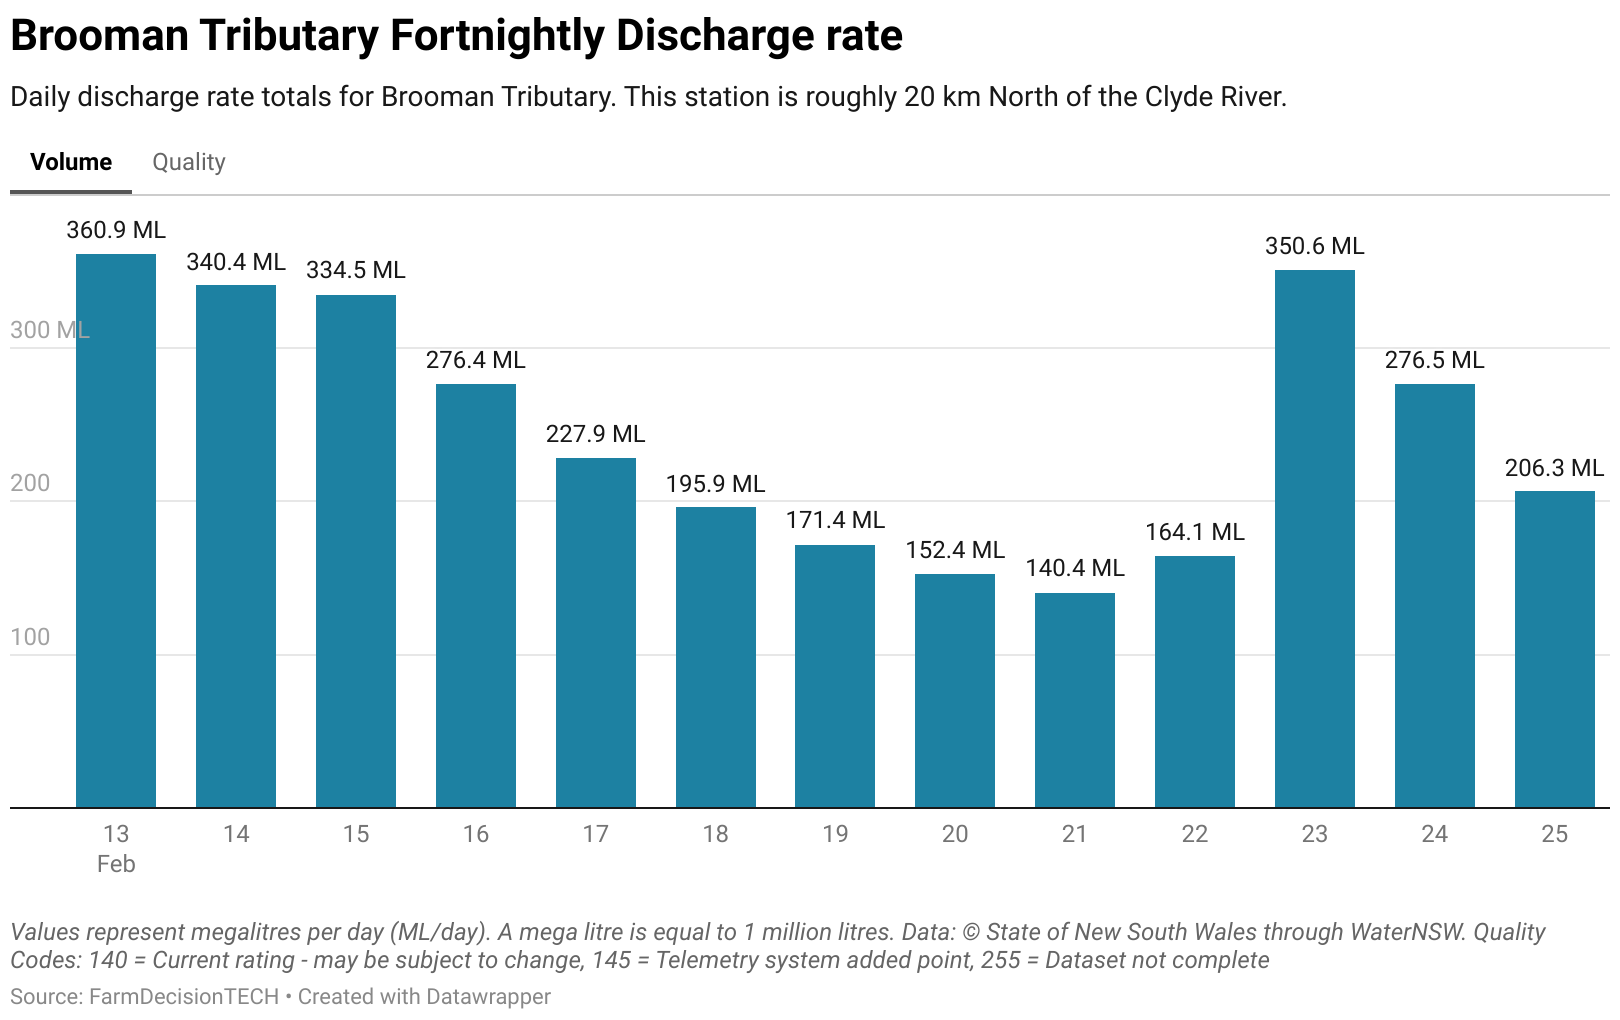 Brooman Tributary Fortnightly Discharge rate
Daily discharge rate totals for Brooman Tributary. This station is roughly 20 km North of the Clyde River.
Volume Quality
360.9 ML
340.4 ML
334.5 ML
276.4 ML
227.9 ML
195.9 ML
171.4 ML
152.4 ML
140.4 ML
164.1 ML
350.6 ML
276.5 ML
206.3 ML
300 ML
200
100
13 14 15 16 17 18 19 20 21 22 23 24 25
Feb
Values represent megalitres per day (ML/day). A mega litre is equal to 1 million litres. Data: © State of New South Wales through WaterNSW. Quality
Codes: 140 = Current rating - may be subject to change, 145 = Telemetry system added point, 255 = Dataset not complete
Source: FarmDecisionTECH • Created with Datawrapper